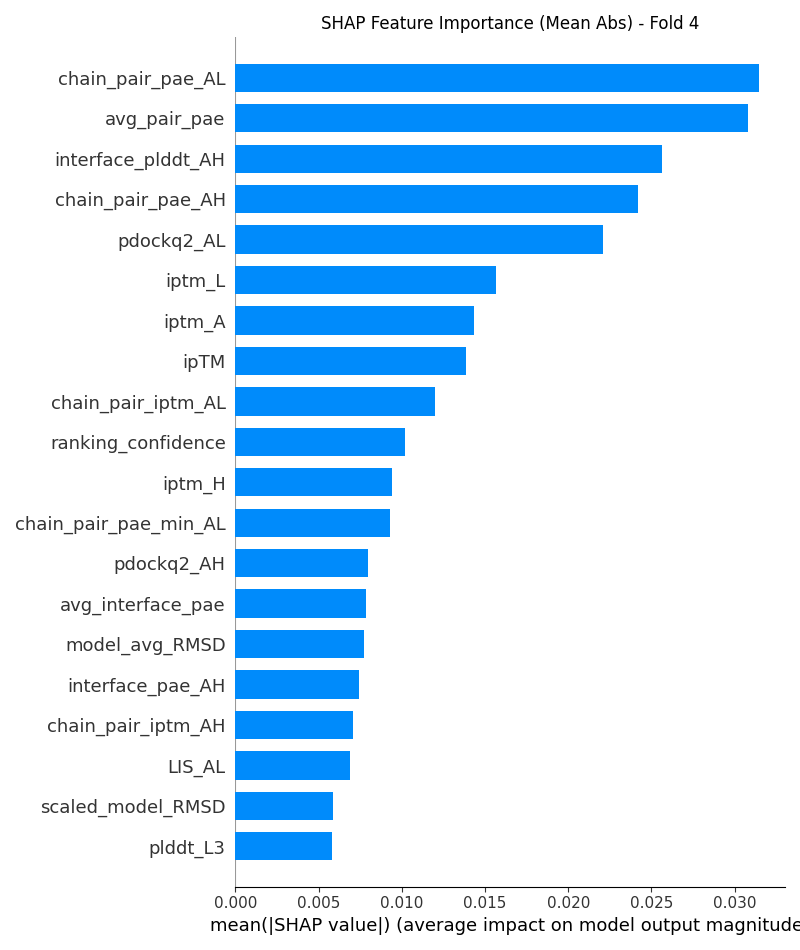 SHAP Feature Importance (Mean Abs) - Fold 4
chain_pair_pae_AL
avg_pair_pae
interface_plddt_AH
chain_pair_pae_AH
pdockq2_AL
iptm_L
iptm_A
ipTM
chain_pair_iptm_AL
ranking_confidence
iptm_H
chain_pair_pae_min_AL
pdockq2_AH
avg_interface_pae
model_avg_RMSD
interface_pae_AH
chain_pair_iptm_AH
LIS_AL
scaled_model_RMSD
plddt_L3
0.000 0.005 0.010 0.015 0.020 0.025 0.030
mean(|SHAP value|) (average impact on model output magnitude